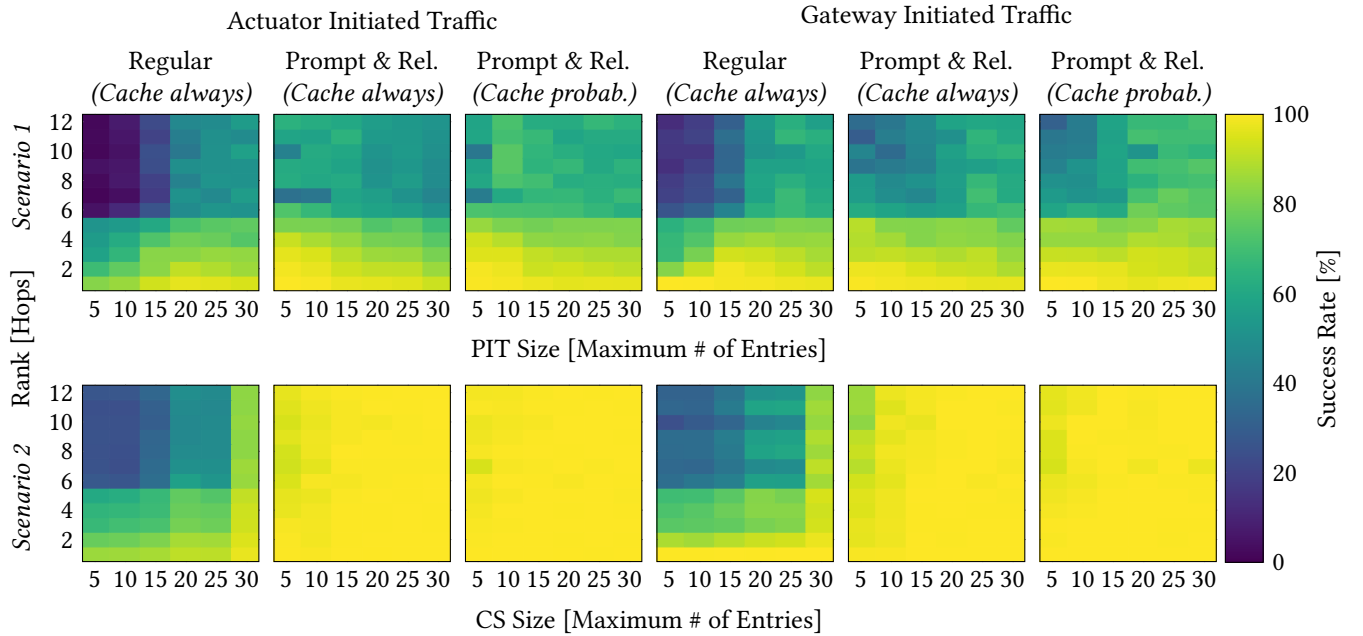 Actuator Initiated Traffic
Gateway Initiated Traffic
Regular
(Cache always)
Prompt & Rel.
(Cache always)
Prompt & Rel.
(Cache probab.)
Regular
(Cache always)
Prompt & Rel.
(Cache always)
Prompt & Rel.
(Cache probab.)
Rank [Hops]
Scenario 1
12
10
8
6
4
2
5 10 15 20 25 30
5 10 15 20 25 30
5 10 15 20 25 30
5 10 15 20 25 30
5 10 15 20 25 30
5 10 15 20 25 30
PIT Size [Maximum # of Entries]
Scenario 2
12
10
8
6
4
2
5 10 15 20 25 30
5 10 15 20 25 30
5 10 15 20 25 30
5 10 15 20 25 30
5 10 15 20 25 30
5 10 15 20 25 30
CS Size [Maximum # of Entries]
100
80
60
40
20
0
Success Rate [%]